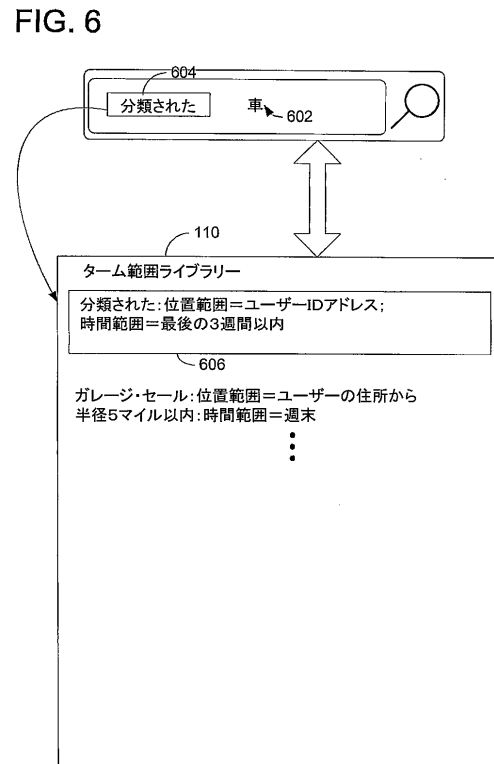 FIG. 6
604
分類された
車
602
110
ターム範囲ライブラリー
分類された:位置範囲=ユーザーIDアドレス;
時間範囲=最後の3週間以内
606
ガレージ・セール:位置範囲=ユーザーの住所から
半径5マイル以内:時間範囲=週末